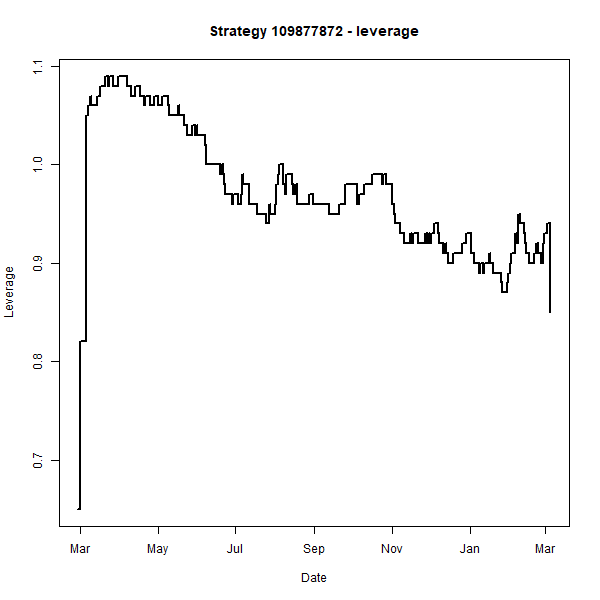 Strategy 109877872 - leverage
1.1
1.0
0.9
0.8
0.7
Leverage
Mar May Jul Sep Nov Jan Mar
Date